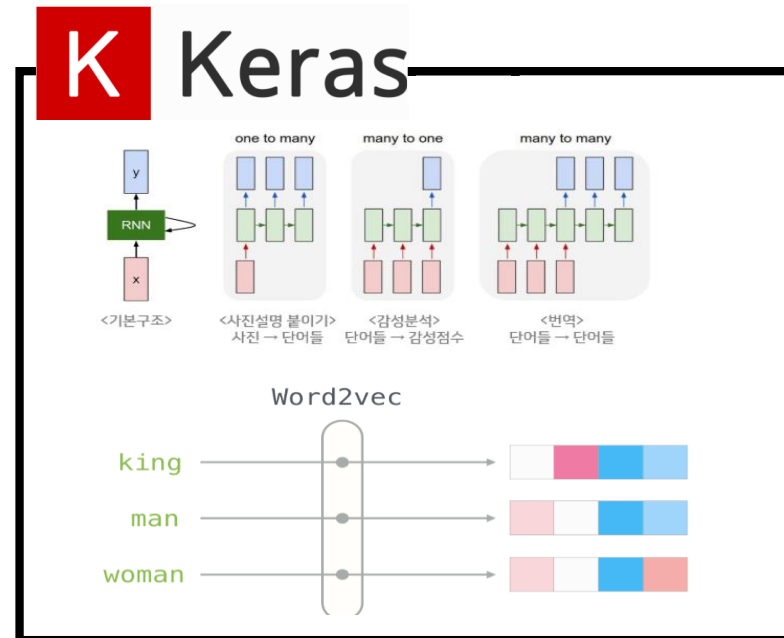 K Keras
one to many
many to one
many to many
y
RNN
x
<기본구조>
<사진설명 붙이기>
사진 → 단어들
<감성분석>
단어들 → 감성점수
<번역>
단어들 → 단어들
Word2vec
king
man
woman